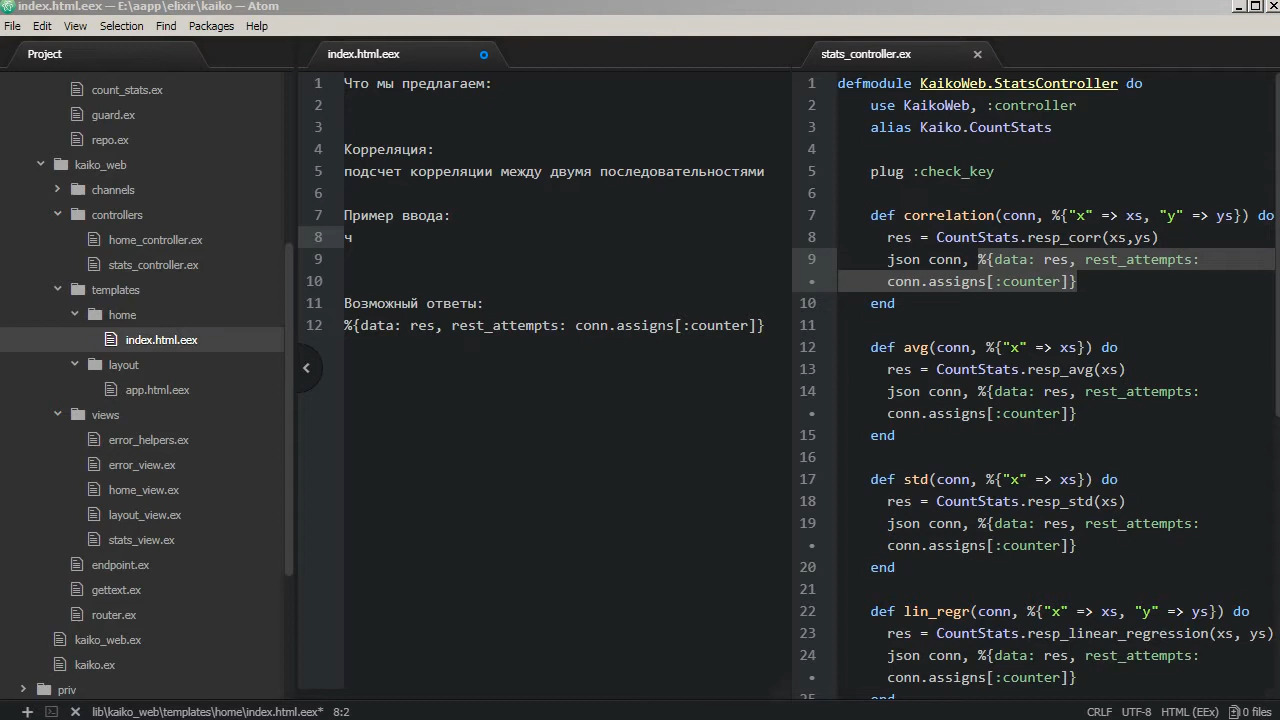 index.html.eex — E:\aapp\elixir\kaiko — Atom
File Edit View Selection Find Packages Help
Project
index.html.eex
stats_controller.ex
count_stats.ex
guard.ex
repo.ex
kaiko_web
channels
controllers
home_controller.ex
stats_controller.ex
templates
home
index.html.eex
layout
app.html.eex
views
error_helpers.ex
error_view.ex
home_view.ex
layout_view.ex
stats_view.ex
endpoint.ex
gettext.ex
router.ex
kaiko_web.ex
kaiko.ex
priv
1 Что мы предлагаем:
2
3
4 Корреляция:
5 подсчет корреляции между двумя последовательностями
6
7 Пример ввода:
8 ч
9
10
11 Возможный ответы:
12 %{data: res, rest_attempts: conn.assigns[:counter]}
1 defmodule KaikoWeb.StatsController do
2 use KaikoWeb, :controller
3 alias Kaiko.CountStats
4
5 plug :check_key
6
7 def correlation(conn, %{"x" => xs, "y" => ys}) do
8 res = CountStats.resp_corr(xs,ys)
9 json conn, %{data: res, rest_attempts:
• conn.assigns[:counter]}
10 end
11
12 def avg(conn, %{"x" => xs}) do
13 res = CountStats.resp_avg(xs)
14 json conn, %{data: res, rest_attempts:
• conn.assigns[:counter]}
15 end
16
17 def std(conn, %{"x" => xs}) do
18 res = CountStats.resp_std(xs)
19 json conn, %{data: res, rest_attempts:
• conn.assigns[:counter]}
20 end
21
22 def lin_regr(conn, %{"x" => xs, "y" => ys}) do
23 res = CountStats.resp_linear_regression(xs, ys)
24 json conn, %{data: res, rest_attempts:
• conn.assigns[:counter]}
25 end
lib\kaiko_web\templates\home\index.html.eex* 8:2
CRLF UTF-8 HTML (EEx) 0 files